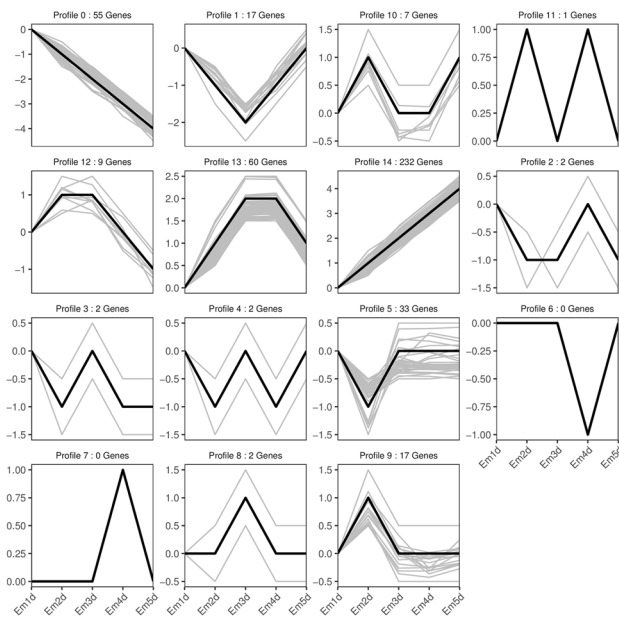 Profile 0 : 55 Genes
Profile 1 : 17 Genes
Profile 10 : 7 Genes
Profile 11 : 1 Genes
0
−1
−2
−3
−4
0
−1
−2
1.5
1.0
0.5
0.0
−0.5
1.00
0.75
0.50
0.25
0.00
Profile 12 : 9 Genes
Profile 13 : 60 Genes
Profile 14 : 232 Genes
Profile 2 : 2 Genes
1
0
−1
2.5
2.0
1.5
1.0
0.5
0.0
4
3
2
1
0
0.5
0.0
−0.5
−1.0
−1.5
Profile 3 : 2 Genes
Profile 4 : 2 Genes
Profile 5 : 33 Genes
Profile 6 : 0 Genes
0.5
0.0
−0.5
−1.0
−1.5
0.5
0.0
−0.5
−1.0
−1.5
0.5
0.0
−0.5
−1.0
−1.5
0.00
−0.25
−0.50
−0.75
−1.00
Em1d
Em2d
Em3d
Em4d
Em5d
Profile 7 : 0 Genes
Profile 8 : 2 Genes
Profile 9 : 17 Genes
1.00
0.75
0.50
0.25
0.00
1.5
1.0
0.5
0.0
−0.5
1.5
1.0
0.5
0.0
−0.5
Em1d
Em2d
Em3d
Em4d
Em5d
Em1d
Em2d
Em3d
Em4d
Em5d
Em1d
Em2d
Em3d
Em4d
Em5d